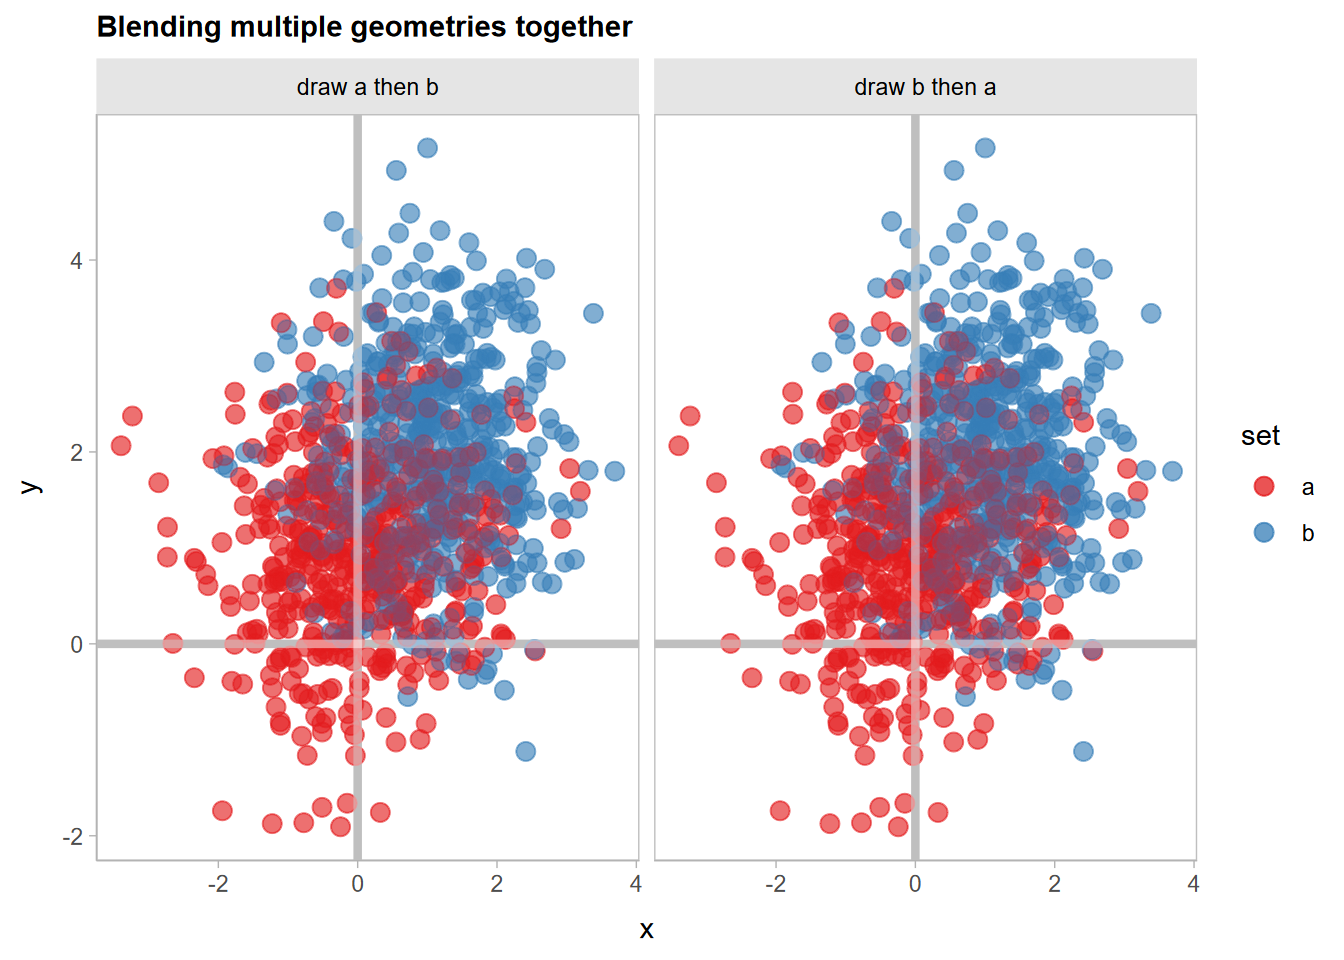 Blending multiple geometries together
draw a then b
draw b then a
y
4
2
0
-2
-2 0 2 4
-2 0 2 4
x
set
a
b